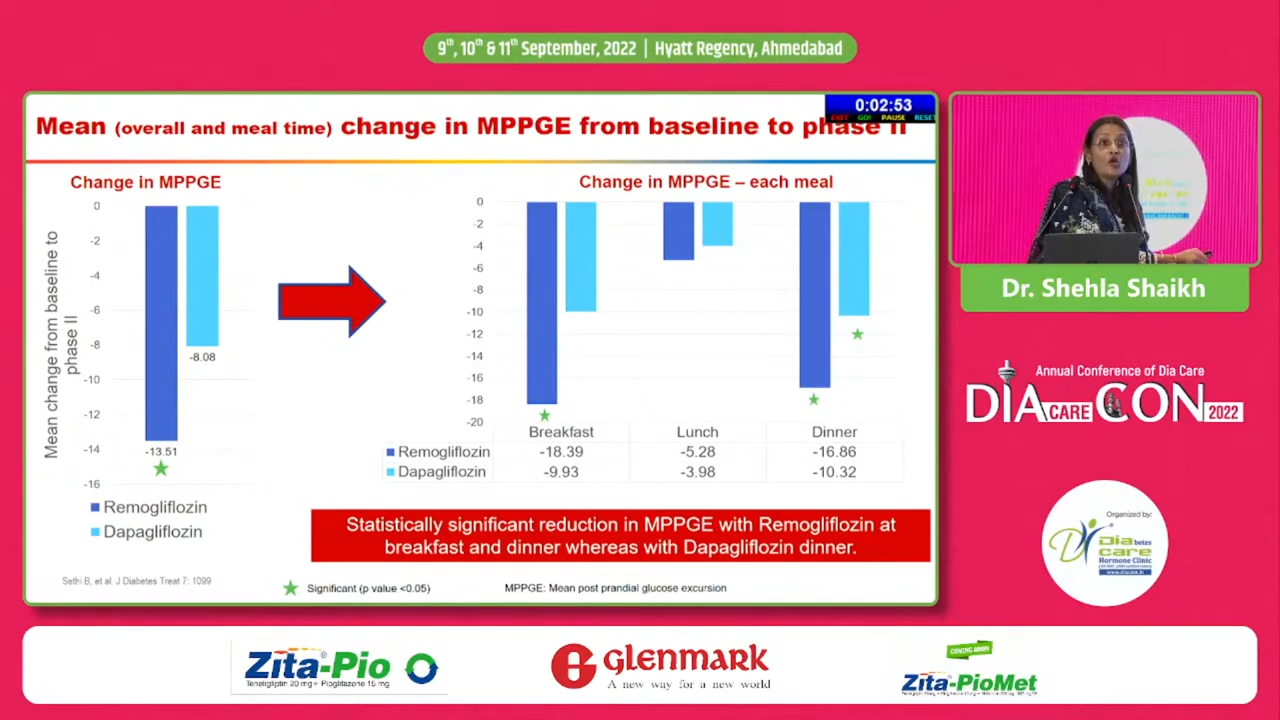 9th, 10th & 11th September, 2022 | Hyatt Regency, Ahmedabad
0:02:53
EXIT GO! PAUSE RESET
Mean (overall and meal time) change in MPPGE from baseline to phase II
Change in MPPGE
Mean change from baseline to
phase II
0
-2
-4
-6
-8
-10
-12
-14
-16
-8.08
-13.51
Remogliflozin
Dapagliflozin
Change in MPPGE – each meal
0
-2
-4
-6
-8
-10
-12
-14
-16
-18
-20
Breakfast Lunch Dinner
Remogliflozin -18.39 -5.28 -16.86
Dapagliflozin -9.93 -3.98 -10.32
Statistically significant reduction in MPPGE with Remogliflozin at
breakfast and dinner whereas with Dapagliflozin dinner.
Sethi B, et al. J Diabetes Treat 7: 1099
Significant (p value <0.05)
MPPGE: Mean post prandial glucose excursion
Dr. Shehla Shaikh
Annual Conference of Dia Care
DIA CARE CON 2022
Organized by:
Diabetes
care
Hormone Clinic
www.diacare.in
Zita-Pio
Teneligliptin 20 mg + Pioglitazone 15 mg
glenmark
A new way for a new world
COMING SOON
Zita-PioMet